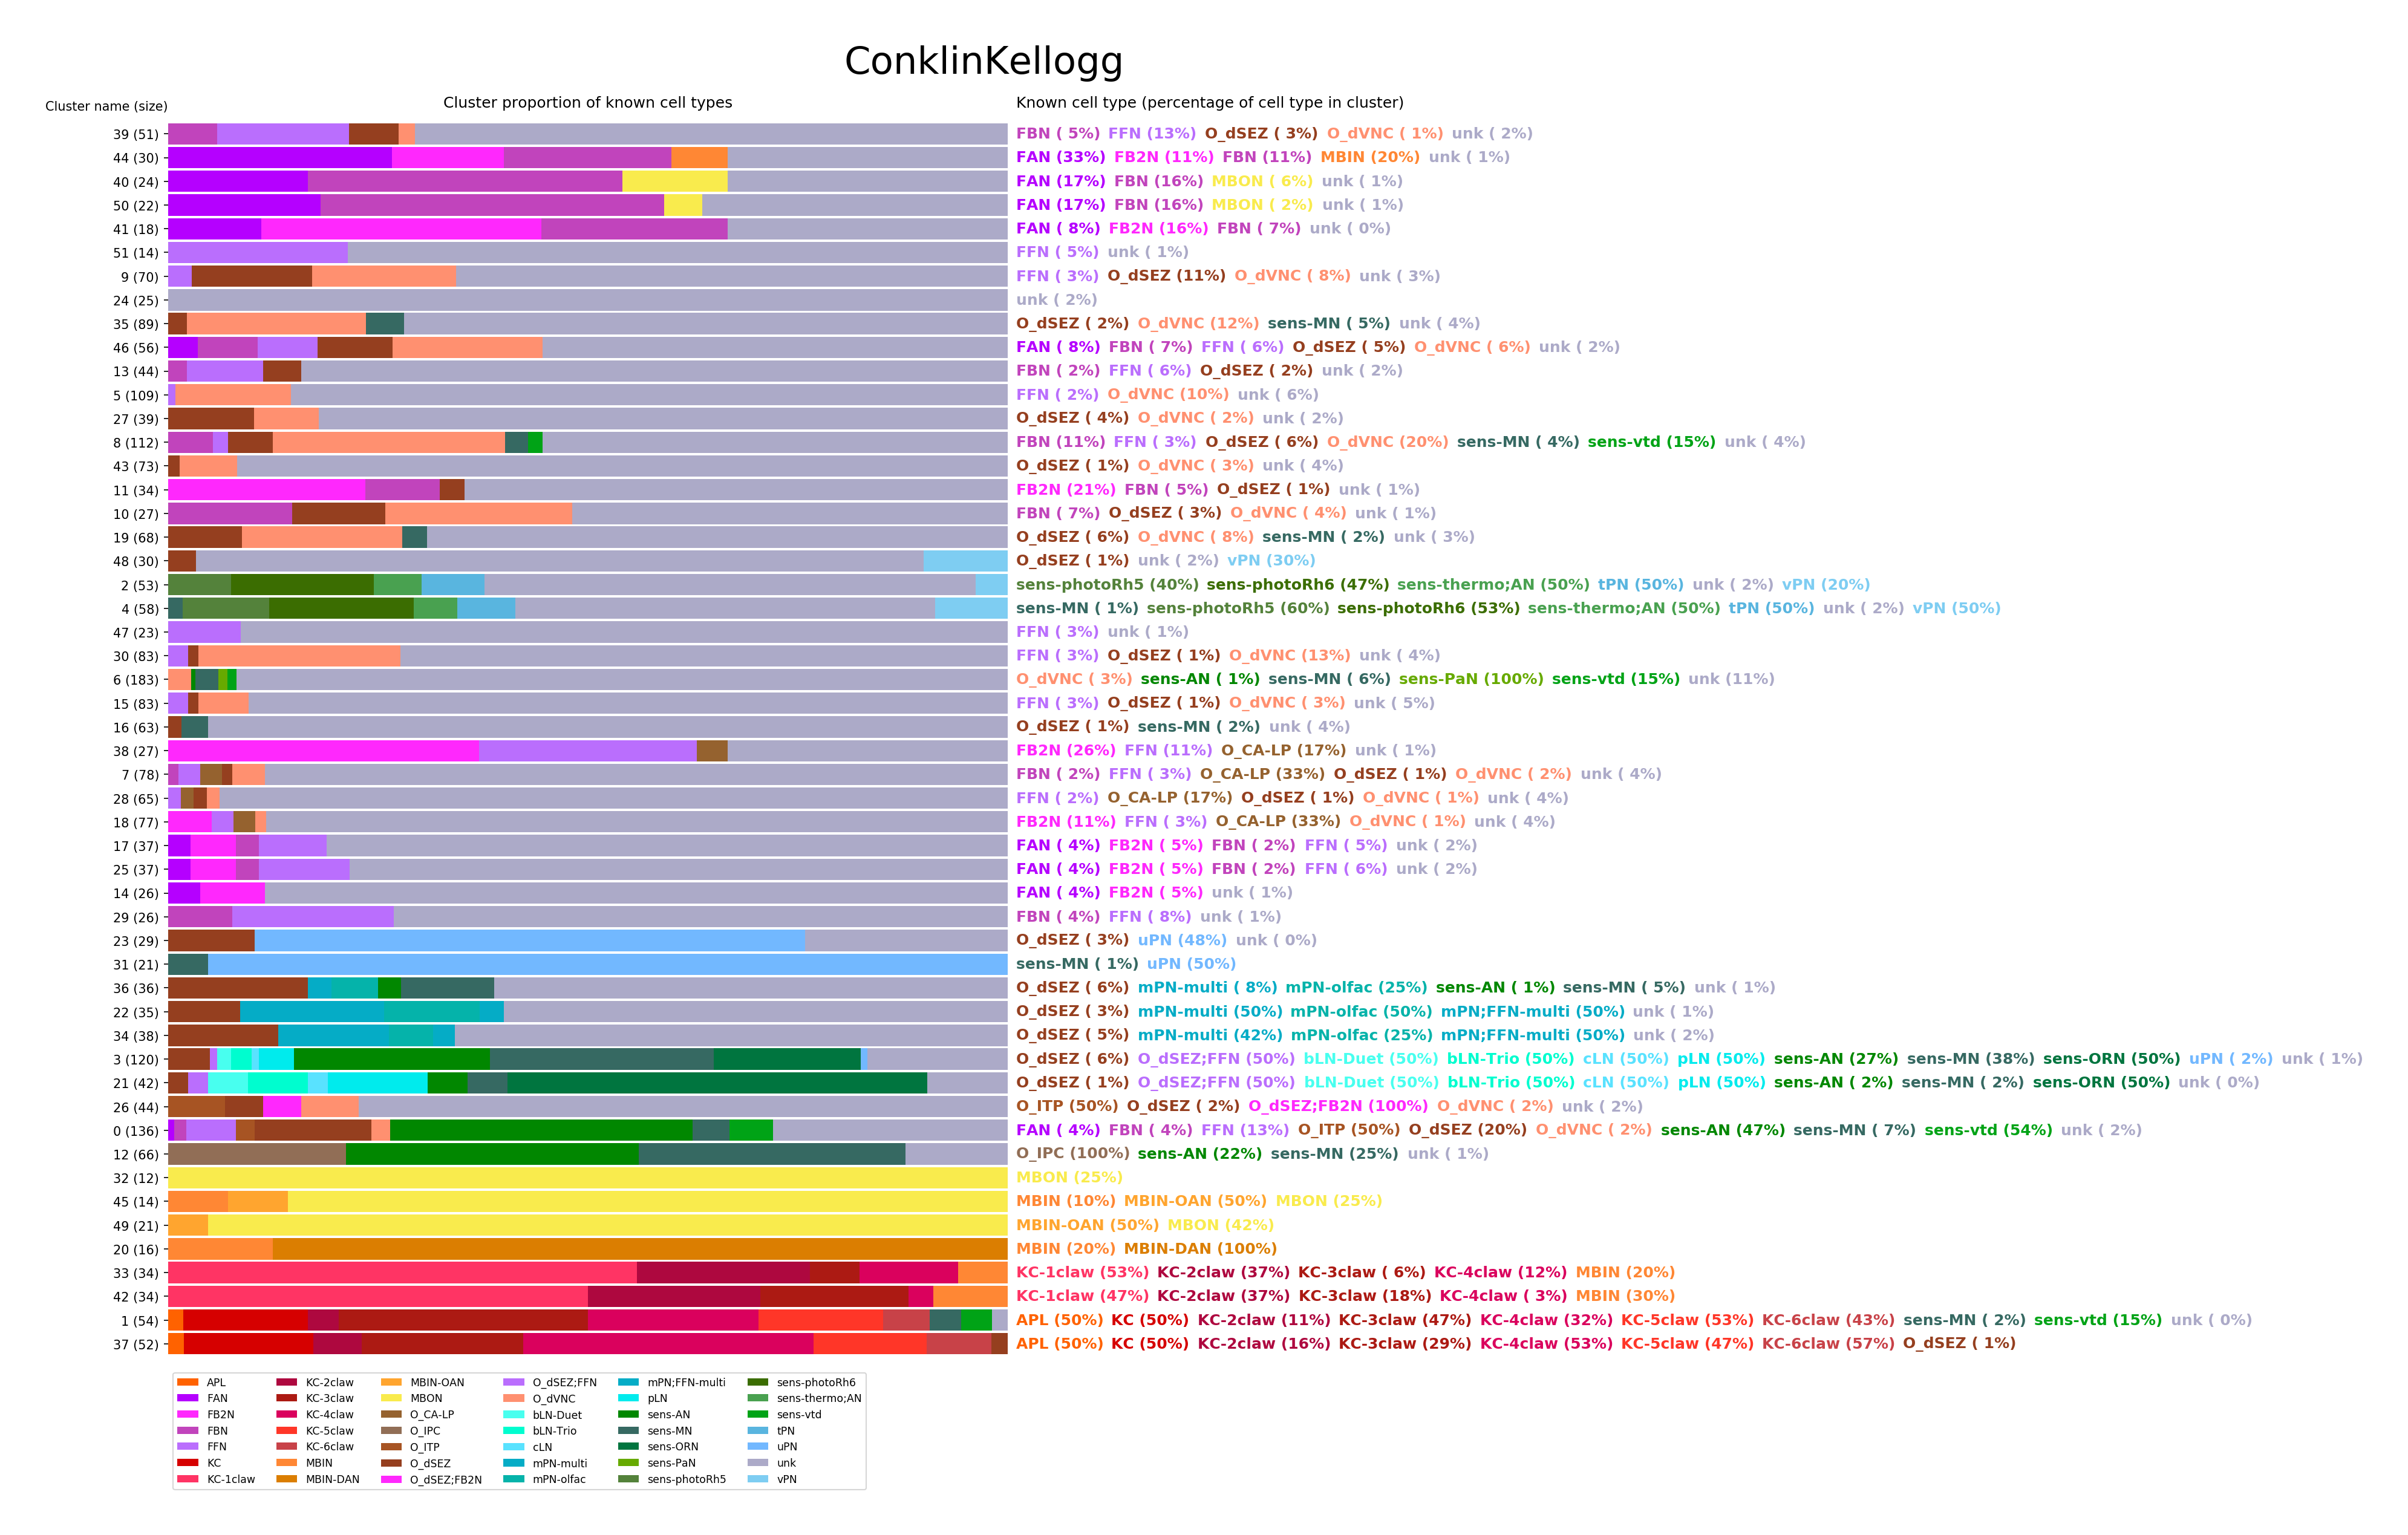 ConklinKellogg
Cluster name (size) Cluster proportion of known cell types Known cell type (percentage of cell type in cluster)
39 (51) FBN ( 5%) FFN (13%) O_dSEZ ( 3%) O_dVNC ( 1%) unk ( 2%)
44 (30) FAN (33%) FB2N (11%) FBN (11%) MBIN (20%) unk ( 1%)
40 (24) FAN (17%) FBN (16%) MBON ( 6%) unk ( 1%)
50 (22) FAN (17%) FBN (16%) MBON ( 2%) unk ( 1%)
41 (18) FAN ( 8%) FB2N (16%) FBN ( 7%) unk ( 0%)
51 (14) FFN ( 5%) unk ( 1%)
9 (70) FFN ( 3%) O_dSEZ (11%) O_dVNC ( 8%) unk ( 3%)
24 (25) unk ( 2%)
35 (89) O_dSEZ ( 2%) O_dVNC (12%) sens-MN ( 5%) unk ( 4%)
46 (56) FAN ( 8%) FBN ( 7%) FFN ( 6%) O_dSEZ ( 5%) O_dVNC ( 6%) unk ( 2%)
13 (44) FBN ( 2%) FFN ( 6%) O_dSEZ ( 2%) unk ( 2%)
5 (109) FFN ( 2%) O_dVNC (10%) unk ( 6%)
27 (39) O_dSEZ ( 4%) O_dVNC ( 2%) unk ( 2%)
8 (112) FBN (11%) FFN ( 3%) O_dSEZ ( 6%) O_dVNC (20%) sens-MN ( 4%) sens-vtd (15%) unk ( 4%)
43 (73) O_dSEZ ( 1%) O_dVNC ( 3%) unk ( 4%)
11 (34) FB2N (21%) FBN ( 5%) O_dSEZ ( 1%) unk ( 1%)
10 (27) FBN ( 7%) O_dSEZ ( 3%) O_dVNC ( 4%) unk ( 1%)
19 (68) O_dSEZ ( 6%) O_dVNC ( 8%) sens-MN ( 2%) unk ( 3%)
48 (30) O_dSEZ ( 1%) unk ( 2%) vPN (30%)
2 (53) sens-photoRh5 (40%) sens-photoRh6 (47%) sens-thermo;AN (50%) tPN (50%) unk ( 2%) vPN (20%)
4 (58) sens-MN ( 1%) sens-photoRh5 (60%) sens-photoRh6 (53%) sens-thermo;AN (50%) tPN (50%) unk ( 2%) vPN (50%)
47 (23) FFN ( 3%) unk ( 1%)
30 (83) FFN ( 3%) O_dSEZ ( 1%) O_dVNC (13%) unk ( 4%)
6 (183) O_dVNC ( 3%) sens-AN ( 1%) sens-MN ( 6%) sens-PaN (100%) sens-vtd (15%) unk (11%)
15 (83) FFN ( 3%) O_dSEZ ( 1%) O_dVNC ( 3%) unk ( 5%)
16 (63) O_dSEZ ( 1%) sens-MN ( 2%) unk ( 4%)
38 (27) FB2N (26%) FFN (11%) O_CA-LP (17%) unk ( 1%)
7 (78) FBN ( 2%) FFN ( 3%) O_CA-LP (33%) O_dSEZ ( 1%) O_dVNC ( 2%) unk ( 4%)
28 (65) FFN ( 2%) O_CA-LP (17%) O_dSEZ ( 1%) O_dVNC ( 1%) unk ( 4%)
18 (77) FB2N (11%) FFN ( 3%) O_CA-LP (33%) O_dVNC ( 1%) unk ( 4%)
17 (37) FAN ( 4%) FB2N ( 5%) FBN ( 2%) FFN ( 5%) unk ( 2%)
25 (37) FAN ( 4%) FB2N ( 5%) FBN ( 2%) FFN ( 6%) unk ( 2%)
14 (26) FAN ( 4%) FB2N ( 5%) unk ( 1%)
29 (26) FBN ( 4%) FFN ( 8%) unk ( 1%)
23 (29) O_dSEZ ( 3%) uPN (48%) unk ( 0%)
31 (21) sens-MN ( 1%) uPN (50%)
36 (36) O_dSEZ ( 6%) mPN-multi ( 8%) mPN-olfac (25%) sens-AN ( 1%) sens-MN ( 5%) unk ( 1%)
22 (35) O_dSEZ ( 3%) mPN-multi (50%) mPN-olfac (50%) mPN;FFN-multi (50%) unk ( 1%)
34 (38) O_dSEZ ( 5%) mPN-multi (42%) mPN-olfac (25%) mPN;FFN-multi (50%) unk ( 2%)
3 (120) O_dSEZ ( 6%) O_dSEZ;FFN (50%) bLN-Duet (50%) bLN-Trio (50%) cLN (50%) pLN (50%) sens-AN (27%) sens-MN (38%) sens-ORN (50%) uPN ( 2%) unk ( 1%)
21 (42) O_dSEZ ( 1%) O_dSEZ;FFN (50%) bLN-Duet (50%) bLN-Trio (50%) cLN (50%) pLN (50%) sens-AN ( 2%) sens-MN ( 2%) sens-ORN (50%) unk ( 0%)
26 (44) O_ITP (50%) O_dSEZ ( 2%) O_dSEZ;FB2N (100%) O_dVNC ( 2%) unk ( 2%)
0 (136) FAN ( 4%) FBN ( 4%) FFN (13%) O_ITP (50%) O_dSEZ (20%) O_dVNC ( 2%) sens-AN (47%) sens-MN ( 7%) sens-vtd (54%) unk ( 2%)
12 (66) O_IPC (100%) sens-AN (22%) sens-MN (25%) unk ( 1%)
32 (12) MBON (25%)
45 (14) MBIN (10%) MBIN-OAN (50%) MBON (25%)
49 (21) MBIN-OAN (50%) MBON (42%)
20 (16) MBIN (20%) MBIN-DAN (100%)
33 (34) KC-1claw (53%) KC-2claw (37%) KC-3claw ( 6%) KC-4claw (12%) MBIN (20%)
42 (34) KC-1claw (47%) KC-2claw (37%) KC-3claw (18%) KC-4claw ( 3%) MBIN (30%)
1 (54) APL (50%) KC (50%) KC-2claw (11%) KC-3claw (47%) KC-4claw (32%) KC-5claw (53%) KC-6claw (43%) sens-MN ( 2%) sens-vtd (15%) unk ( 0%)
37 (52) APL (50%) KC (50%) KC-2claw (16%) KC-3claw (29%) KC-4claw (53%) KC-5claw (47%) KC-6claw (57%) O_dSEZ ( 1%)
APL KC-2claw MBIN-OAN O_dSEZ;FFN mPN;FFN-multi sens-photoRh6
FAN KC-3claw MBON O_dVNC pLN sens-thermo;AN
FB2N KC-4claw O_CA-LP bLN-Duet sens-AN sens-vtd
FBN KC-5claw O_IPC bLN-Trio sens-MN tPN
FFN KC-6claw O_ITP cLN sens-ORN uPN
KC MBIN O_dSEZ mPN-multi sens-PaN unk
KC-1claw MBIN-DAN O_dSEZ;FB2N mPN-olfac sens-photoRh5 vPN